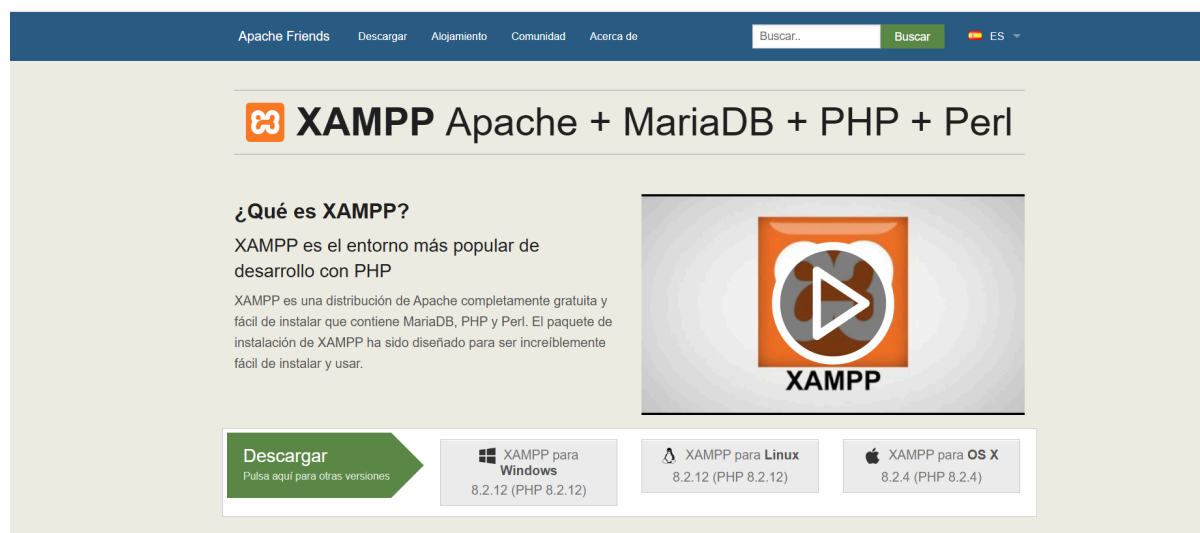 Apache Friends Descargar Alojamiento Comunidad Acerca de Buscar.. Buscar ES
XAMPP Apache + MariaDB + PHP + Perl
¿Qué es XAMPP?
XAMPP es el entorno más popular de
desarrollo con PHP
XAMPP es una distribución de Apache completamente gratuita y
fácil de instalar que contiene MariaDB, PHP y Perl. El paquete de
instalación de XAMPP ha sido diseñado para ser increíblemente
fácil de instalar y usar.
XAMPP
Descargar
Pulsa aquí para otras versiones
XAMPP para
Windows
8.2.12 (PHP 8.2.12)
XAMPP para Linux
8.2.12 (PHP 8.2.12)
XAMPP para OS X
8.2.4 (PHP 8.2.4)